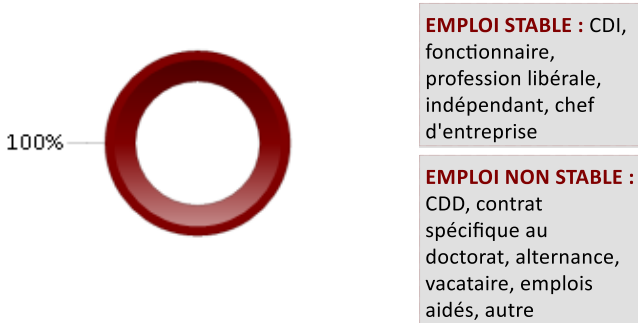 100%
EMPLOI STABLE : CDI,
fonctionnaire,
profession libérale,
indépendant, chef
d'entreprise
EMPLOI NON STABLE :
CDD, contrat
spécifique au
doctorat, alternance,
vacataire, emplois
aidés, autre